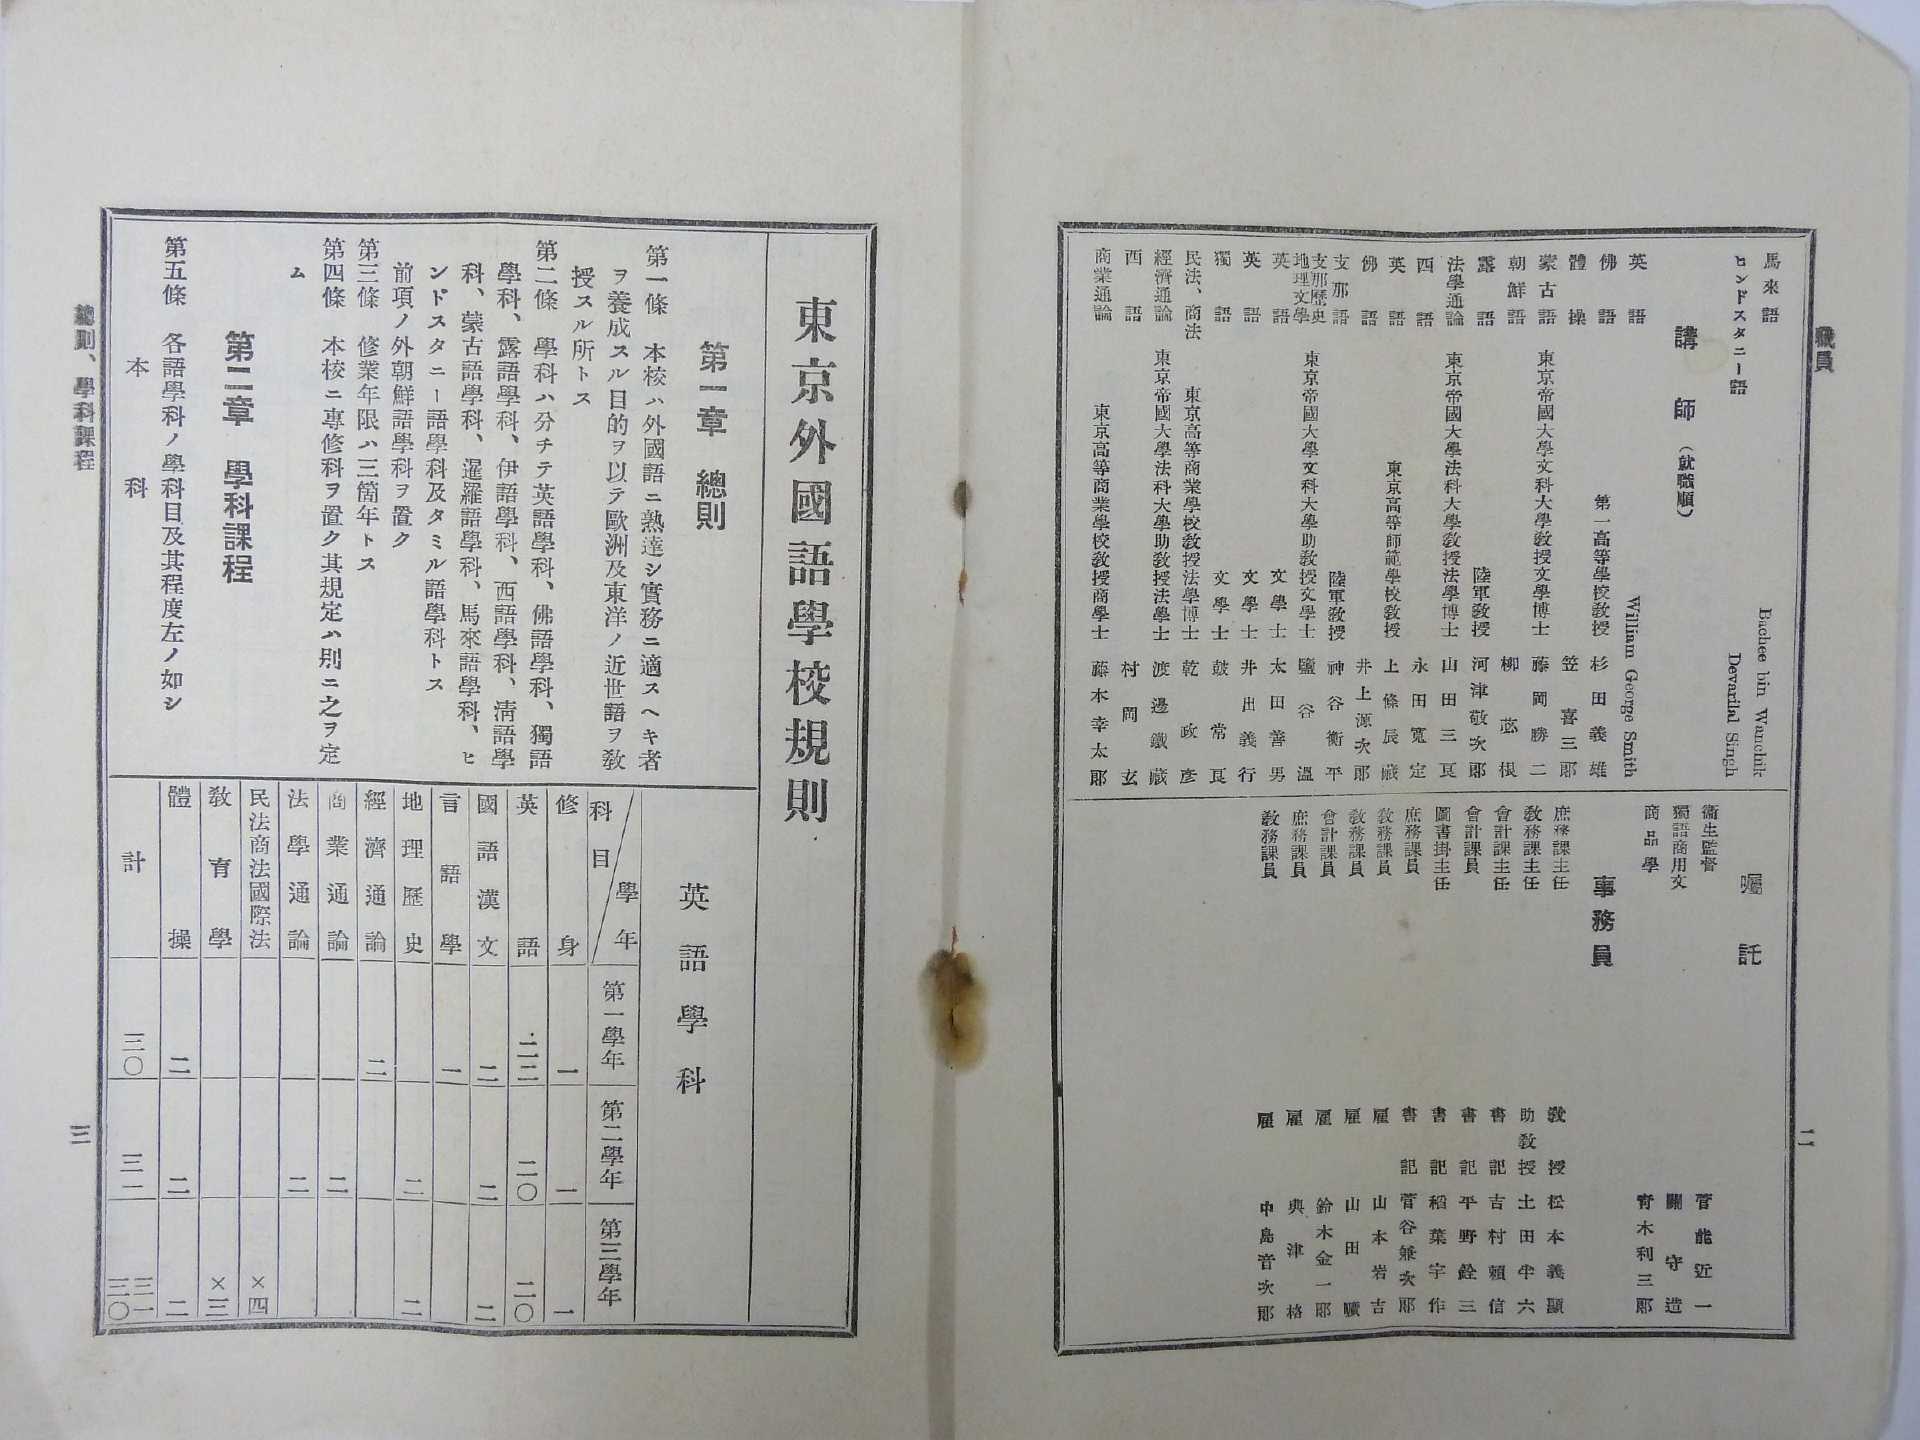 職員
二
馬來語 Bachee bin Wanchik
ヒンドスタニー語 Devarilal Singh
講師（就職順）
英語 William George Smith
佛語 第一高等學校敎授 杉田義雄
體操 笠喜三郎
蒙古語 東京帝國大學文科大學敎授文學博士 藤岡勝二
朝鮮語 柳苾根
露語 陸軍敎授 河津敬次郎
法學通論 東京帝國大學法科大學敎授法學博士 山田三良
西語 永田寬定
英語 東京高等師範學校敎授 上條辰藏
佛語 井上源次郎
支那語 陸軍敎授 神谷衡平
支那歷史地理文學 東京帝國大學文科大學助敎授文學士 鹽谷溫
英語 文學士 太田善男
英語 文學士 井出義行
獨語 文學士 鼓常良
民法、商法 東京高等商業學校敎授法學博士 乾政彥
經濟通論 東京帝國大學法科大學助敎授法學士 渡邊鐵藏
西語 村岡玄
商業通論 東京高等商業學校敎授商學士 藤本幸太郎
囑託
衞生監督 菅能近一
獨語商用文 關守造
商品學 靑木利三郎
事務員
庶務課主任 敎授 松本義顯
敎務課主任 助敎授 土田半六
會計課主任 書記 吉村賴信
會計課員 書記 平野銓三
圖書掛主任 書記 稻葉宇作
庶務課員 書記 菅谷兼次郎
敎務課員 雇 山本岩吉
敎務課員 雇 山田曠
會計課員 雇 鈴木金一郎
庶務課員 雇 興津格
敎務課員 雇 中島音次郎
東京外國語學校規則
第一章 總則
第一條 本校ハ外國語ニ熟達シ實務ニ適スヘキ者
ヲ養成スル目的ヲ以テ歐洲及東洋ノ近世語ヲ敎
授スル所トス
第二條 學科ハ分チテ英語學科、佛語學科、獨語
學科、露語學科、伊語學科、西語學科、淸語學
科、蒙古語學科、暹羅語學科、馬來語學科、ヒ
ンドスタニー語學科及タミル語學科トス
前項ノ外朝鮮語學科ヲ置ク
第三條 修業年限ハ三箇年トス
第四條 本校ニ專修科ヲ置ク其規定ハ別ニ之ヲ定
ム
第二章 學科課程
第五條 各語學科ノ學科目及其程度左ノ如シ
本科
英語學科
科目 學年 第一學年 第二學年 第三學年
修身 一 一 一
英語 二二 二〇 二〇
國語漢文 二 二 二
言語學 一
地理歷史 二 二
經濟通論 二
商業通論 二
法學通論 二
民法商法國際法 ×四
敎育學 ×三
體操 二 二 二
計 三〇 三一 三一 三〇
總則、學科課程
三